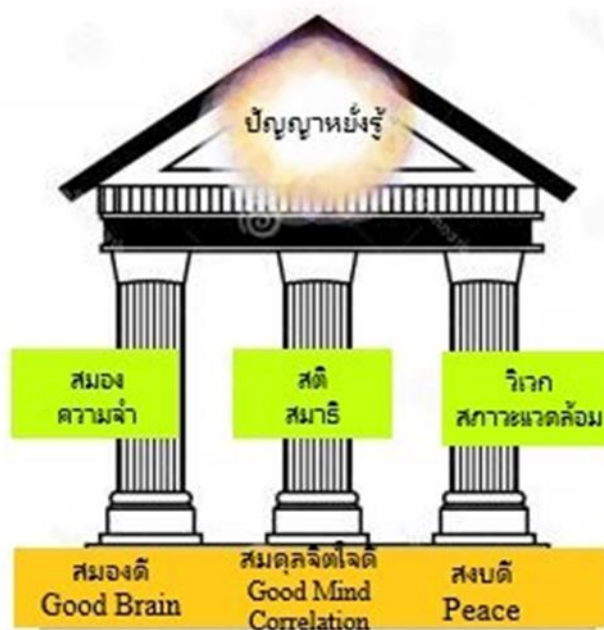 ปัญญาหยั่งรู้
สมอง
ความจำ
สติ
สมาธิ
วิเวก
สภาวะแวดล้อม
สมองดี
Good Brain
สมดุลจิตใจดี
Good Mind
Correlation
สงบดี
Peace